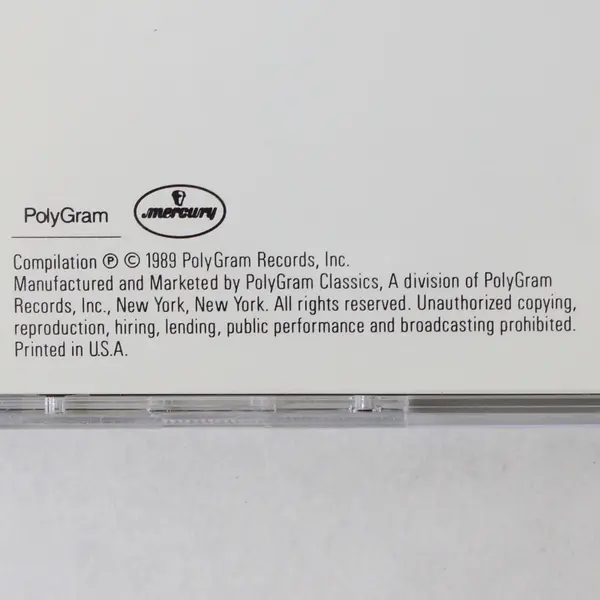 PolyGram
mercury
Compilation ℗ © 1989 PolyGram Records, Inc.
Manufactured and Marketed by PolyGram Classics, A division of PolyGram
Records, Inc., New York, New York. All rights reserved. Unauthorized copying,
reproduction, hiring, lending, public performance and broadcasting prohibited.
Printed in U.S.A.